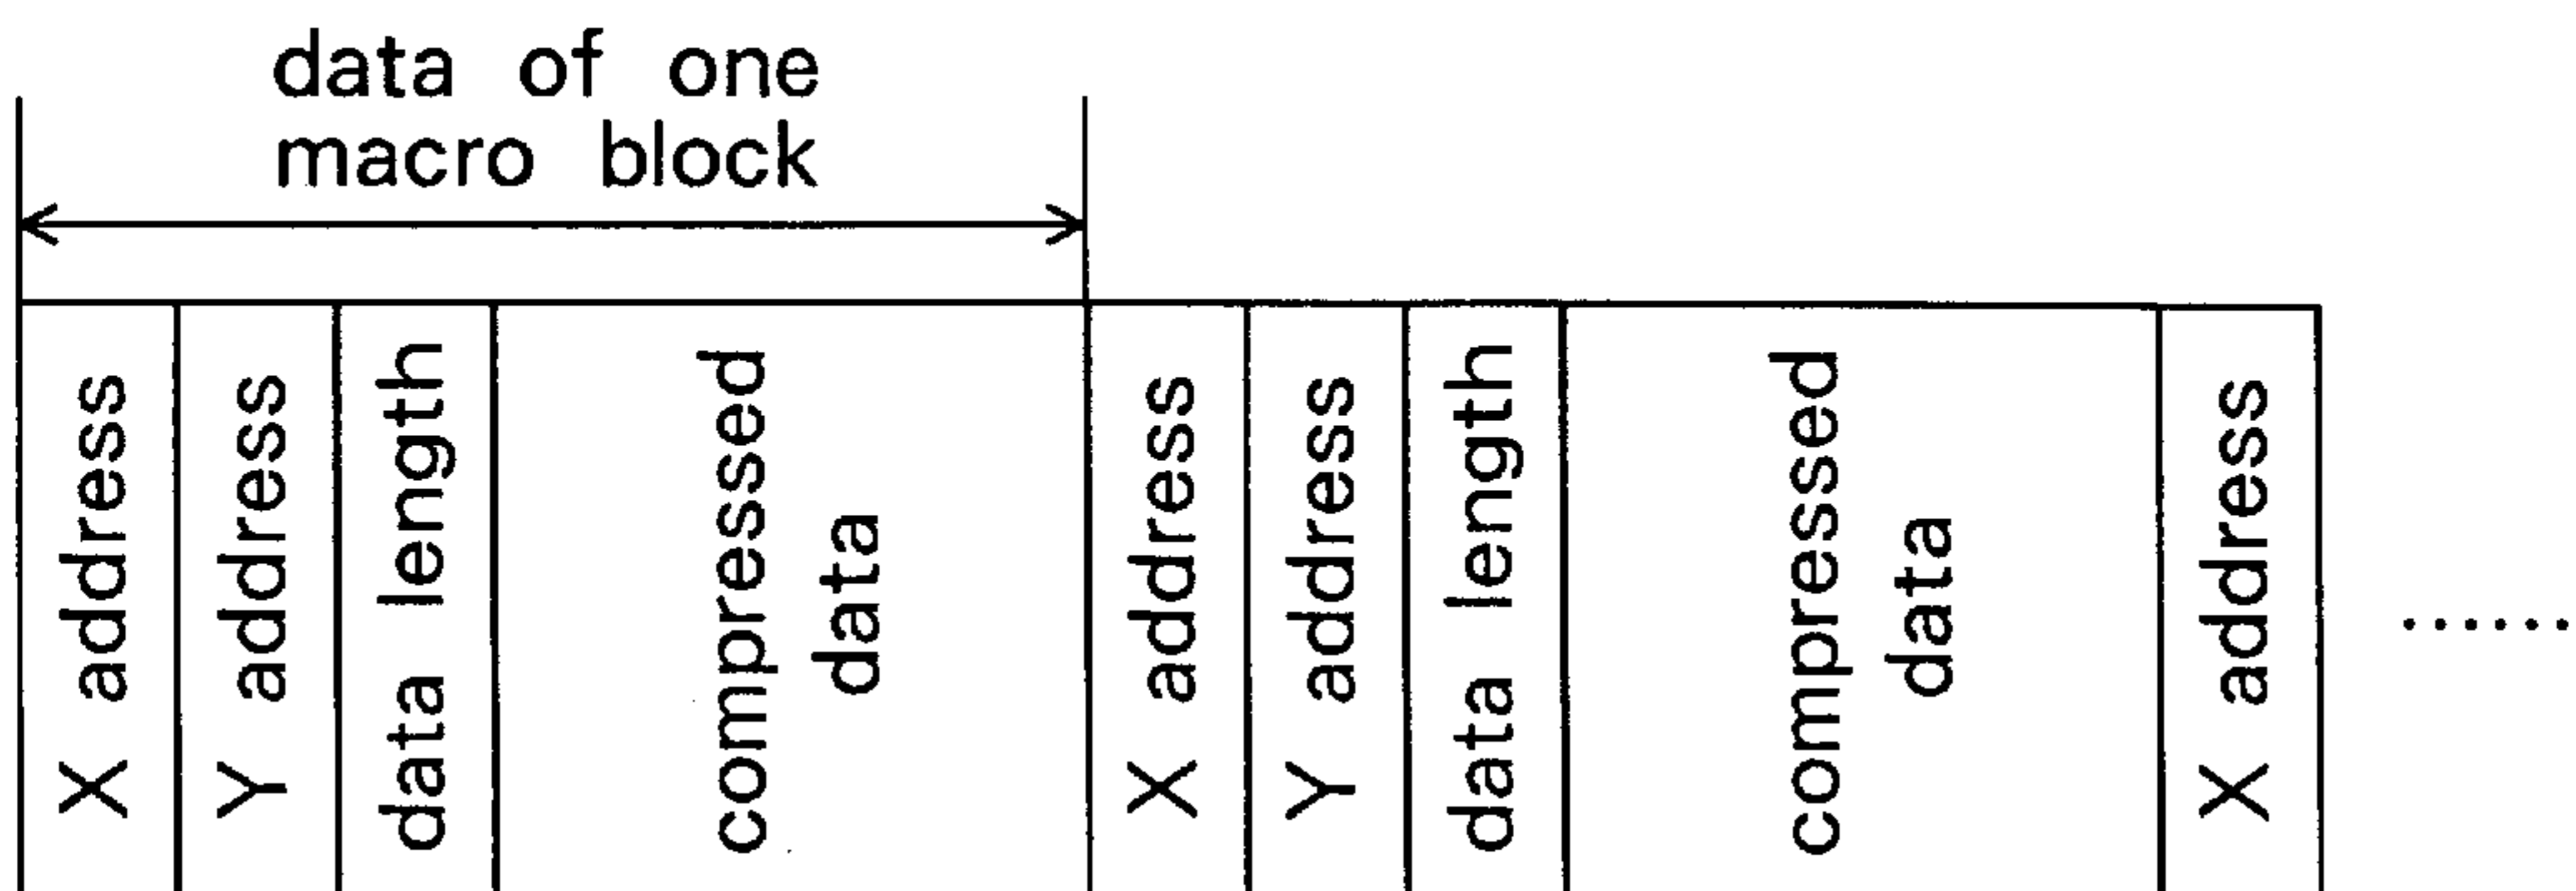 data of one
macro block
X address
Y address
data length
compressed
data
X address
Y address
data length
compressed
data
X address
......